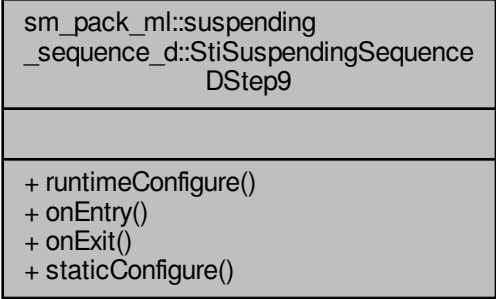 sm_pack_ml::suspending
_sequence_d::StiSuspendingSequence
DStep9
+ runtimeConfigure()
+ onEntry()
+ onExit()
+ staticConfigure()